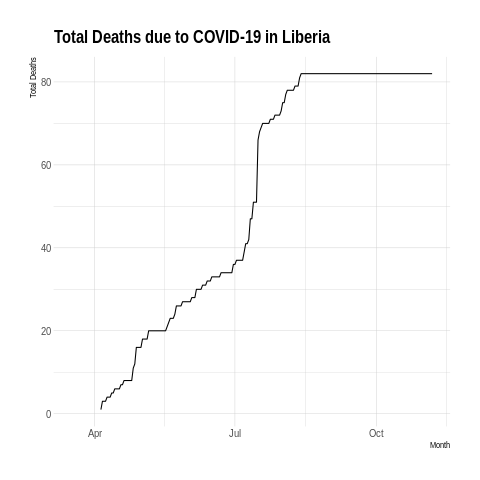 Total Deaths due to COVID-19 in Liberia
Total Deaths
80
60
40
20
0
Apr
Jul
Oct
Month